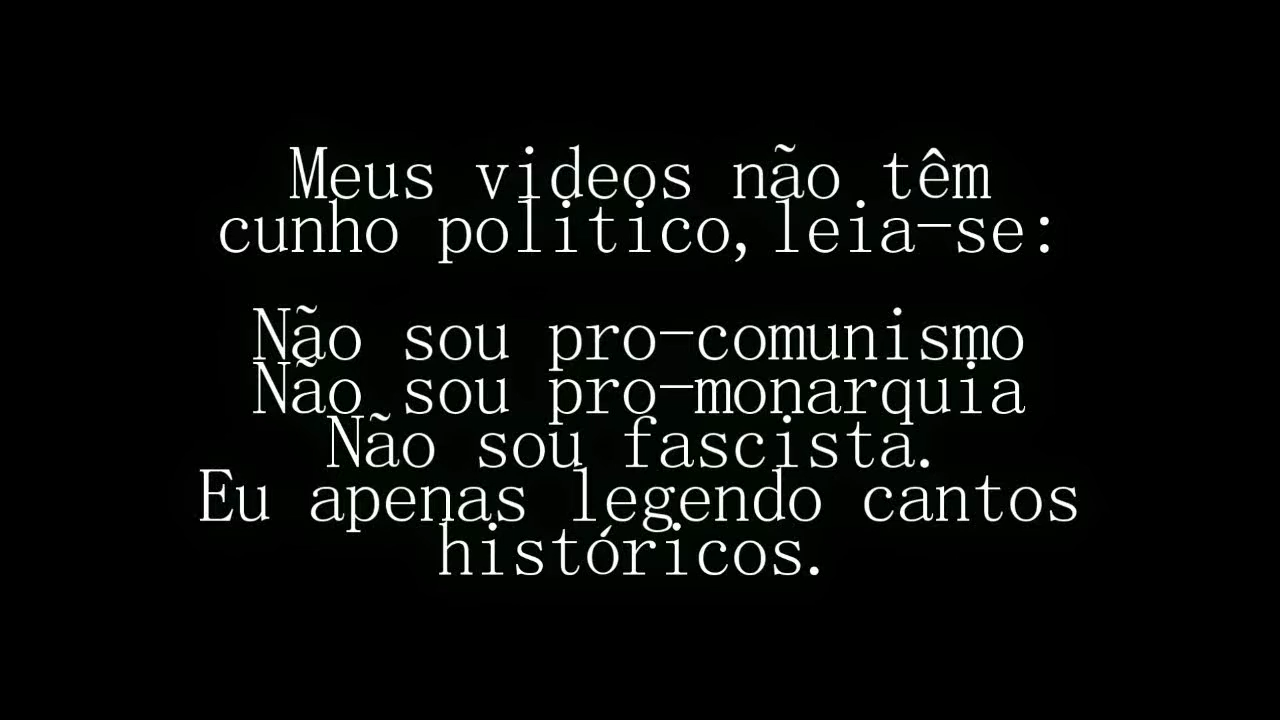 Meus videos não têm
cunho politico,leia-se:
Não sou pro-comunismo
Não sou pro-monarquia
Não sou fascista.
Eu apenas legendo cantos
históricos.